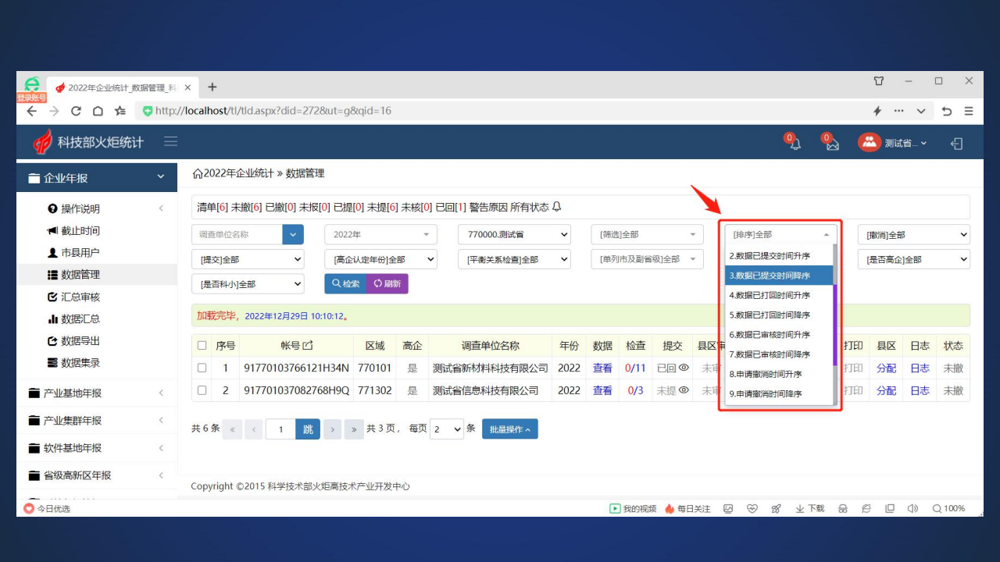 2022年企业统计_数据管理_科
登录账号
http://localhost/tl/tld.aspx?did=272&ut=g&qid=16
科技部火炬统计
0
0
测试省...
企业年报
操作说明
截止时间
市县用户
数据管理
汇总审核
数据汇总
数据导出
数据集录
产业基地年报
产业集群年报
软件基地年报
省级高新区年报
2022年企业统计 » 数据管理
清单[6] 未撤[6] 已撤[0] 未报[0] 已提[0] 未提[6] 未核[0] 已回[1] 警告原因 所有状态
调查单位名称 2022年 770000.测试省 [筛选]全部 [排序]全部 [撤消]全部
[提交]全部 [高企认定年份]全部 [平衡关系检查]全部 [单列市及副省级]全部 [是否高企]全部
[是否科小]全部 检索 刷新
2.数据已提交时间升序
3.数据已提交时间降序
4.数据已打回时间升序
5.数据已打回时间降序
6.数据已审核时间升序
7.数据已审核时间降序
8.申请撤消时间升序
9.申请撤消时间降序
加载完毕，2022年12月29日 10:10:12。
序号 帐号 区域 高企 调查单位名称 年份 数据 检查 提交 县区审 打印 县区 日志 状态
1 91770103766121H34N 770101 是 测试省新材料科技有限公司 2022 查看 0/11 已回 未审 打印 分配 日志 未撤
2 917701037082768H9Q 771302 是 测试省信息科技有限公司 2022 查看 0/3 未提 未审 打印 分配 日志 未撤
共 6 条 « ‹ 1 跳 › » 共 3 页， 每页 2 条 批量操作
Copyright ©2015 科学技术部火炬高技术产业开发中心
今日优选
我的视频 每日关注 下载 100%